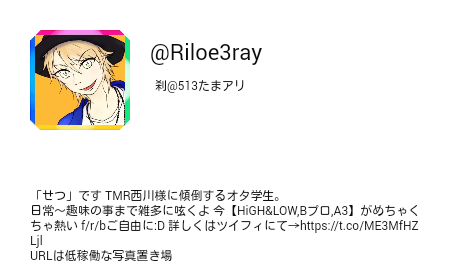 @Riloe3ray
刹@513たまアリ
「せつ」です TMR西川様に傾倒するオタ学生。
日常〜趣味の事まで雑多に呟くよ 今【HiGH&LOW,Bプロ,A3】がめちゃく
ちゃ熱い f/r/bご自由に:D 詳しくはツイフィにて→https://t.co/ME3MfHZ
Ljl
URLは低稼働な写真置き場